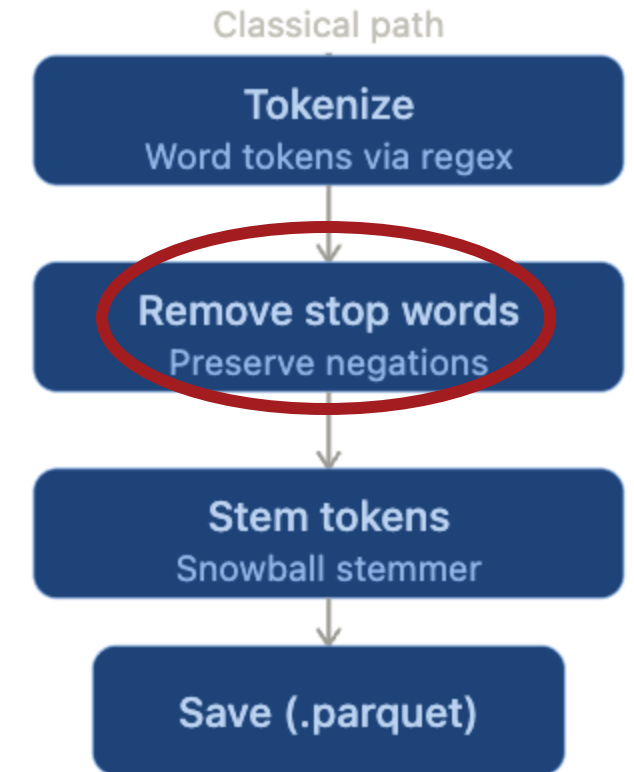 Classical path
Tokenize
Word tokens via regex
Remove stop words
Preserve negations
Stem tokens
Snowball stemmer
Save (.parquet)